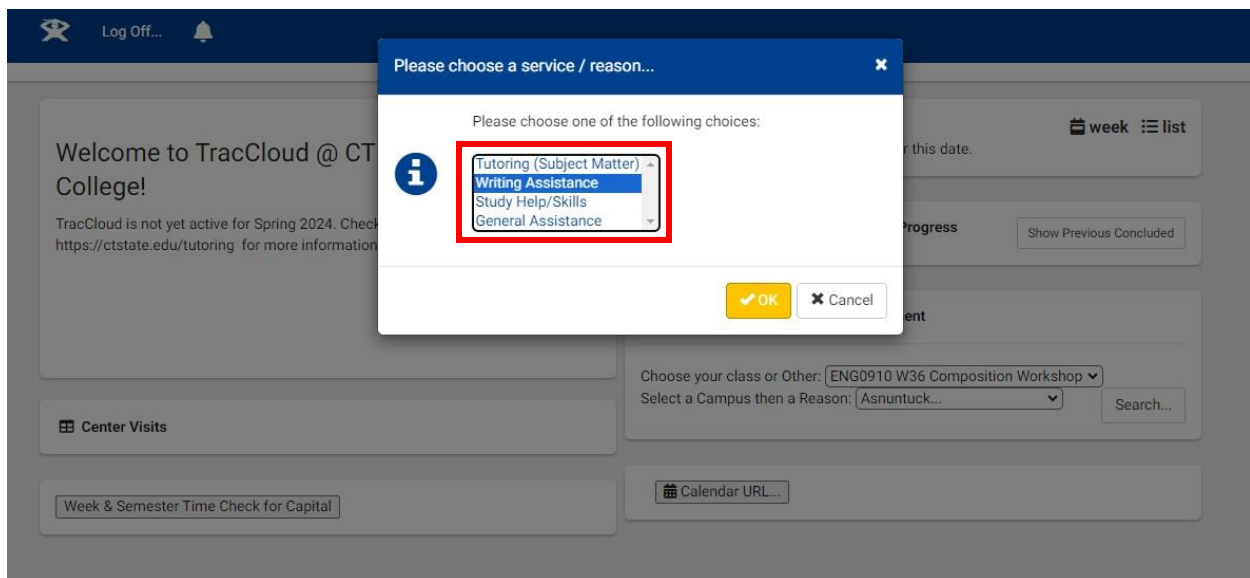 Log Off...
Please choose a service / reason...
Please choose one of the following choices:
Tutoring (Subject Matter)
Writing Assistance
Study Help/Skills
General Assistance
OK
Cancel
Welcome to TracCloud @ CT
College!
TracCloud is not yet active for Spring 2024. Check
https://ctstate.edu/tutoring for more information
Center Visits
Week & Semester Time Check for Capital
week list
this date.
Progress
Show Previous Concluded
ent
Choose your class or Other: ENG0910 W36 Composition Workshop
Select a Campus then a Reason: Asnuntuck...
Search...
Calendar URL...